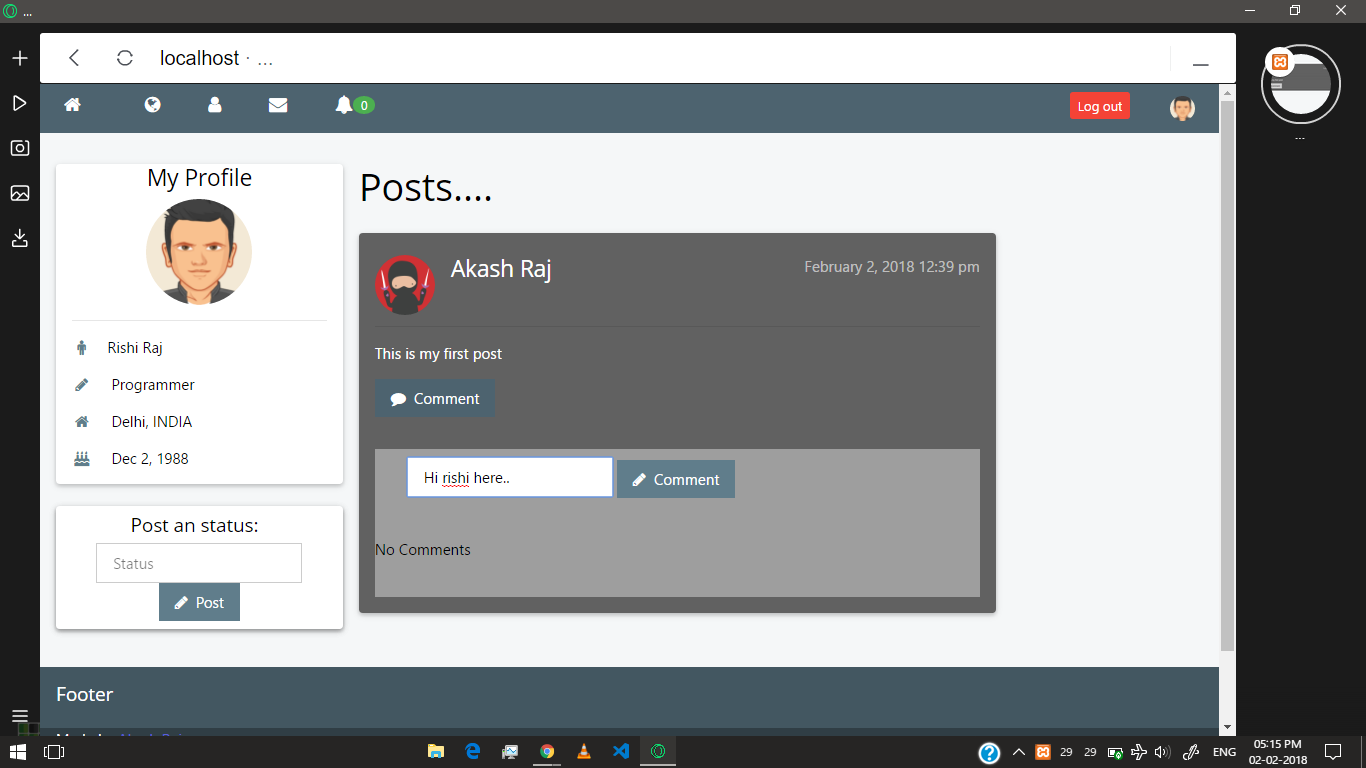 ...
localhost · ...
0
Log out
...
My Profile
Rishi Raj
Programmer
Delhi, INDIA
Dec 2, 1988
Post an status:
Status
Post
Posts....
Akash Raj
February 2, 2018 12:39 pm
This is my first post
Comment
Hi rishi here..
Comment
No Comments
Footer
29 29 ENG
05:15 PM
02-02-2018